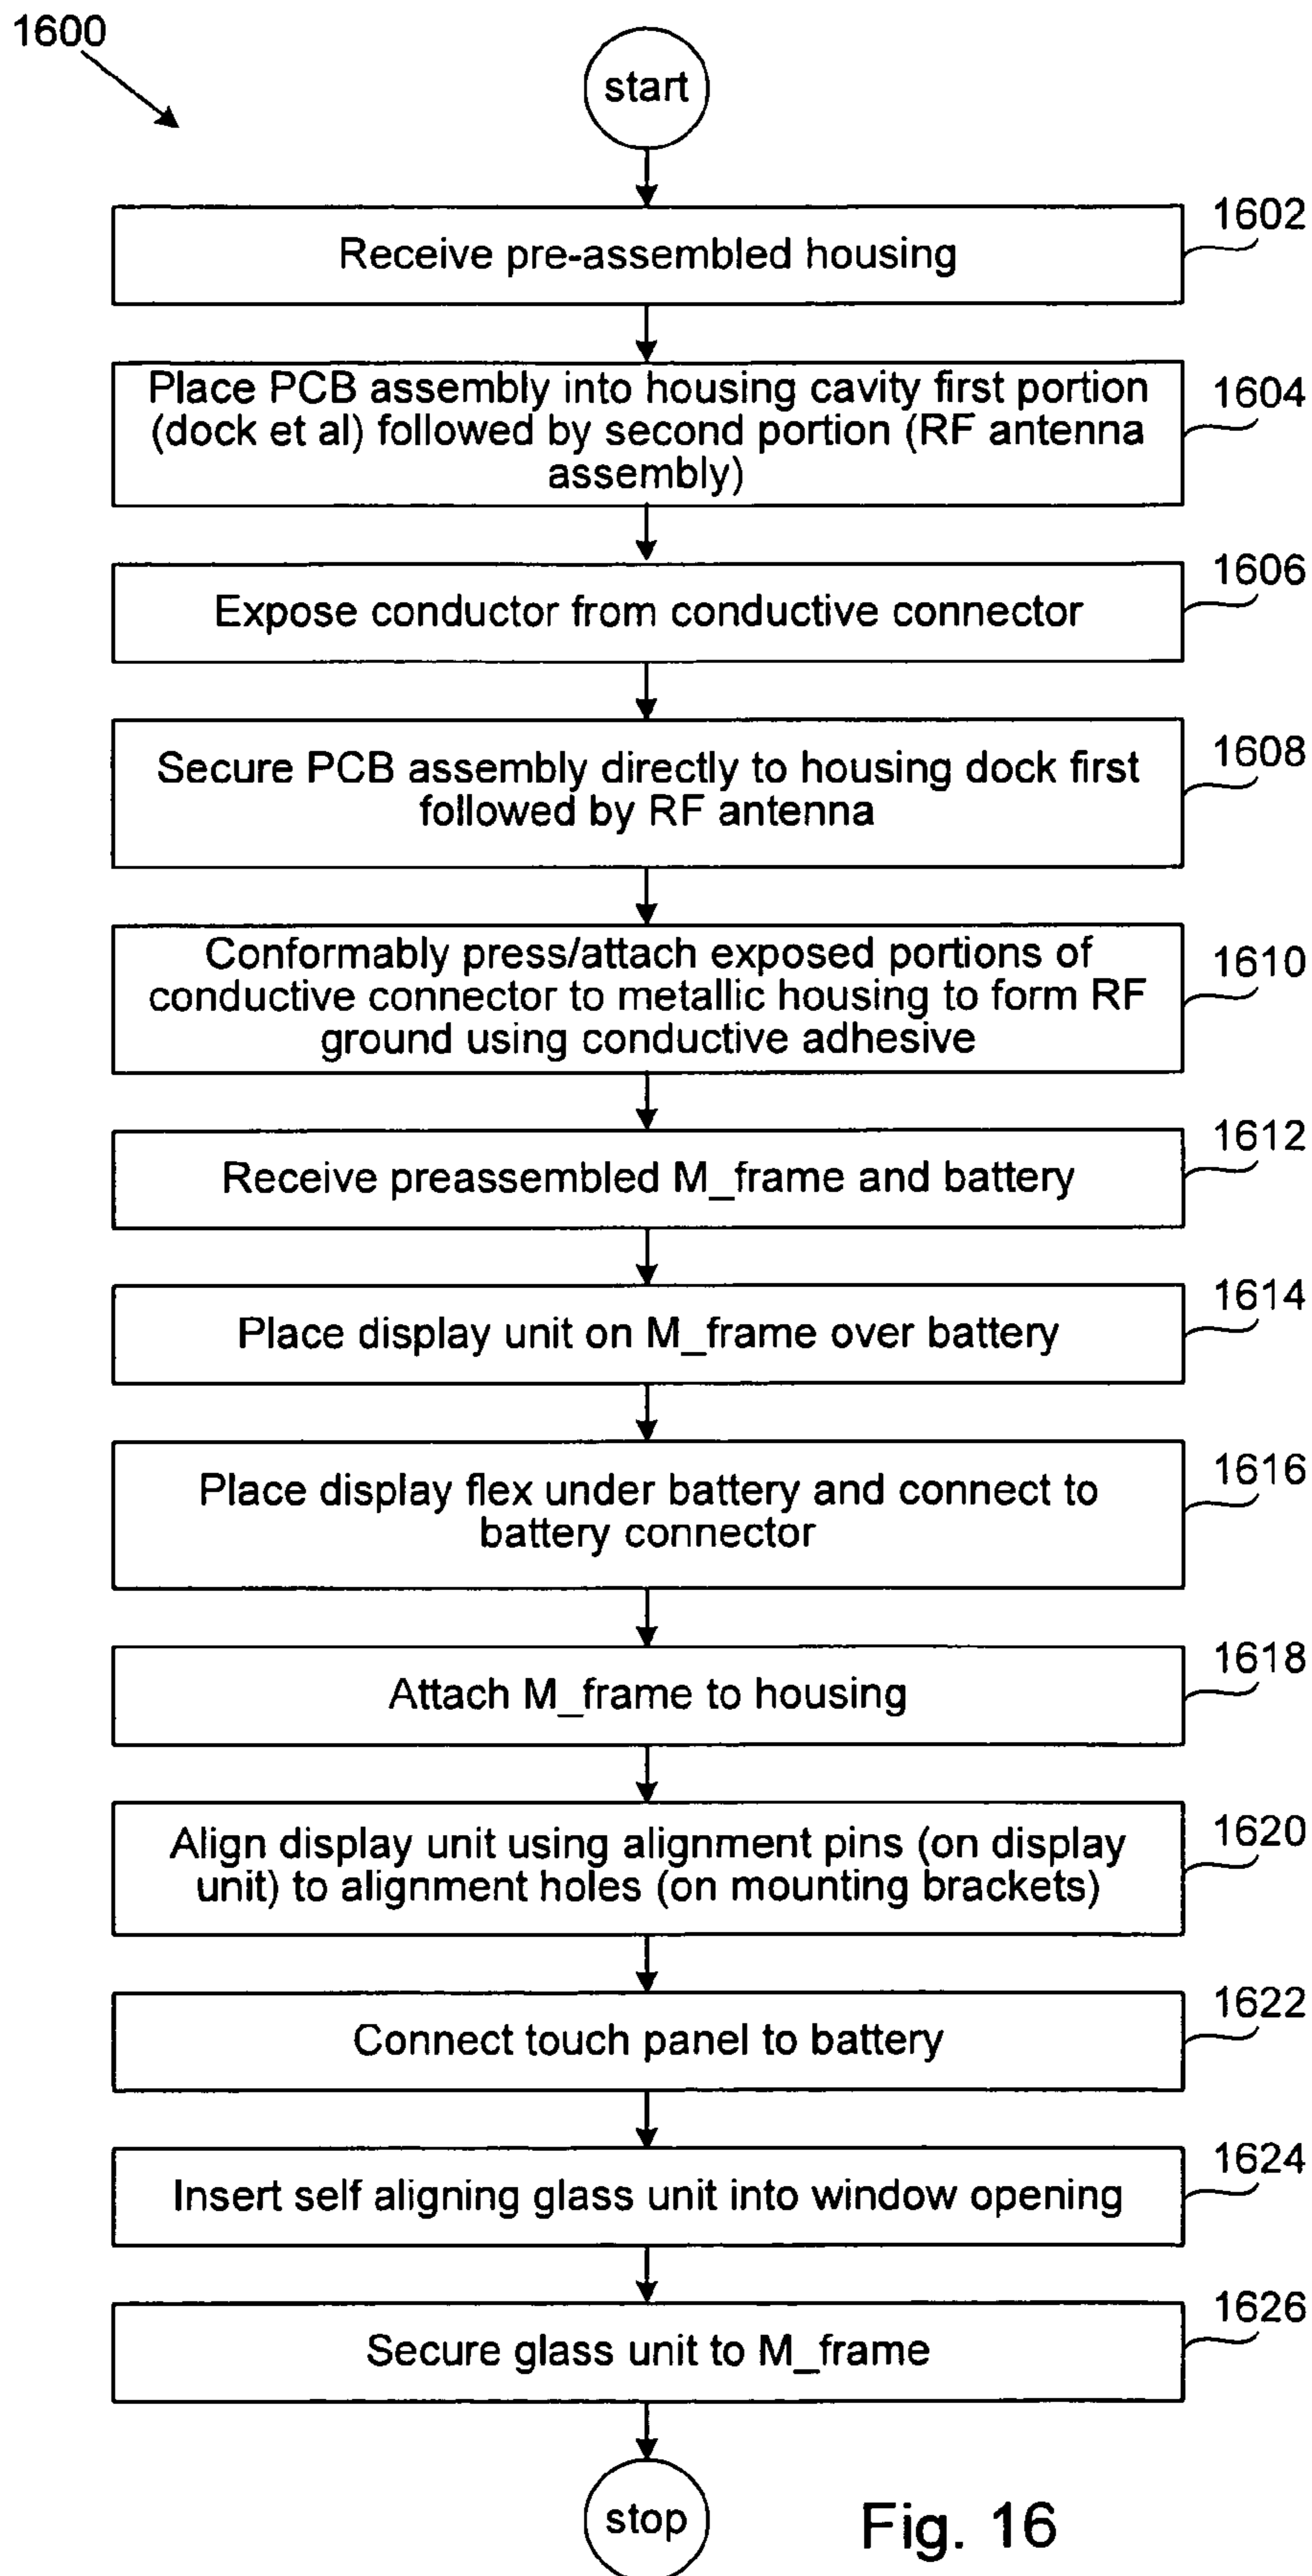 1600
start
1602
Receive pre-assembled housing
Place PCB assembly into housing cavity first portion
(dock et al) followed by second portion (RF antenna
assembly)
1604
Expose conductor from conductive connector
1606
Secure PCB assembly directly to housing dock first
followed by RF antenna
1608
Conformably press/attach exposed portions of
conductive connector to metallic housing to form RF
ground using conductive adhesive
1610
Receive preassembled M_frame and battery
1612
Place display unit on M_frame over battery
1614
Place display flex under battery and connect to
battery connector
1616
Attach M_frame to housing
1618
Align display unit using alignment pins (on display
unit) to alignment holes (on mounting brackets)
1620
Connect touch panel to battery
1622
Insert self aligning glass unit into window opening
1624
Secure glass unit to M_frame
1626
stop
Fig. 16